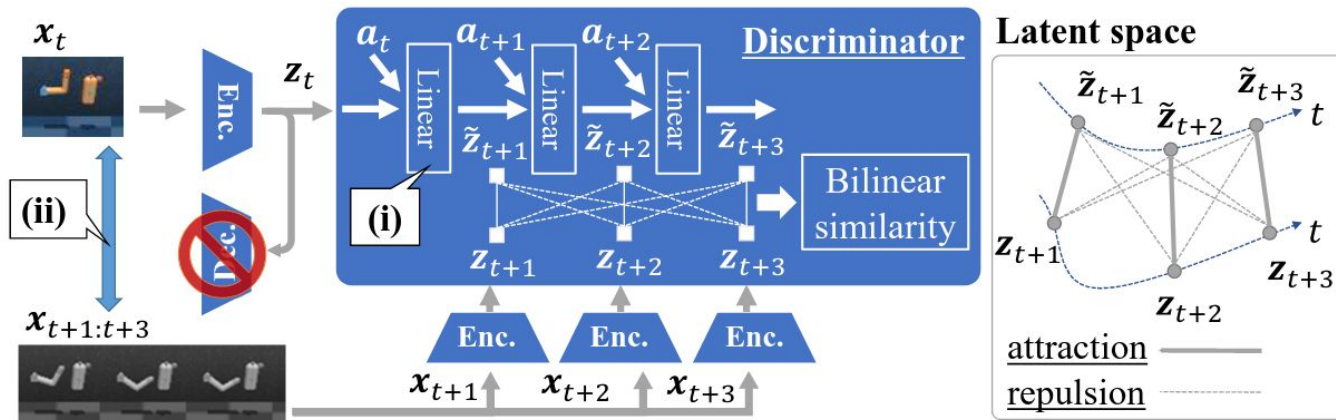 x_t
Enc.
z_t
Dec.
(ii)
x_{t+1:t+3}
a_t
a_{t+1}
a_{t+2}
Discriminator
Linear
Linear
Linear
z̃_{t+1}
z̃_{t+2}
z̃_{t+3}
(i)
Bilinear
similarity
z_{t+1}
z_{t+2}
z_{t+3}
Enc.
Enc.
Enc.
x_{t+1}
x_{t+2}
x_{t+3}
Latent space
z̃_{t+1}
z̃_{t+2}
z̃_{t+3}
t
t
z_{t+1}
z_{t+2}
z_{t+3}
attraction
repulsion